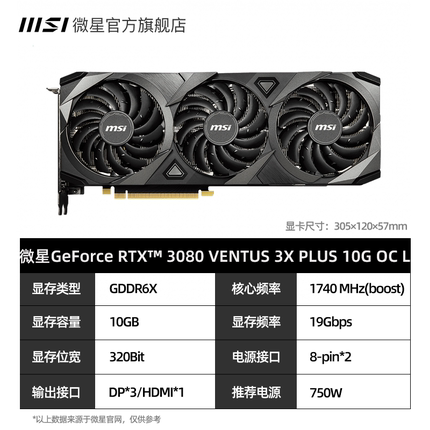 msi 微星官方旗舰店
msi msi msi
显卡尺寸：305×120×57mm
微星GeForce RTX™ 3080 VENTUS 3X PLUS 10G OC L
显存类型 GDDR6X 核心频率 1740 MHz(boost)
显存容量 10GB 显存频率 19Gbps
显存位宽 320Bit 电源接口 8-pin*2
输出接口 DP*3/HDMI*1 推荐电源 750W
*以上数据来源于微星官网，仅供参考